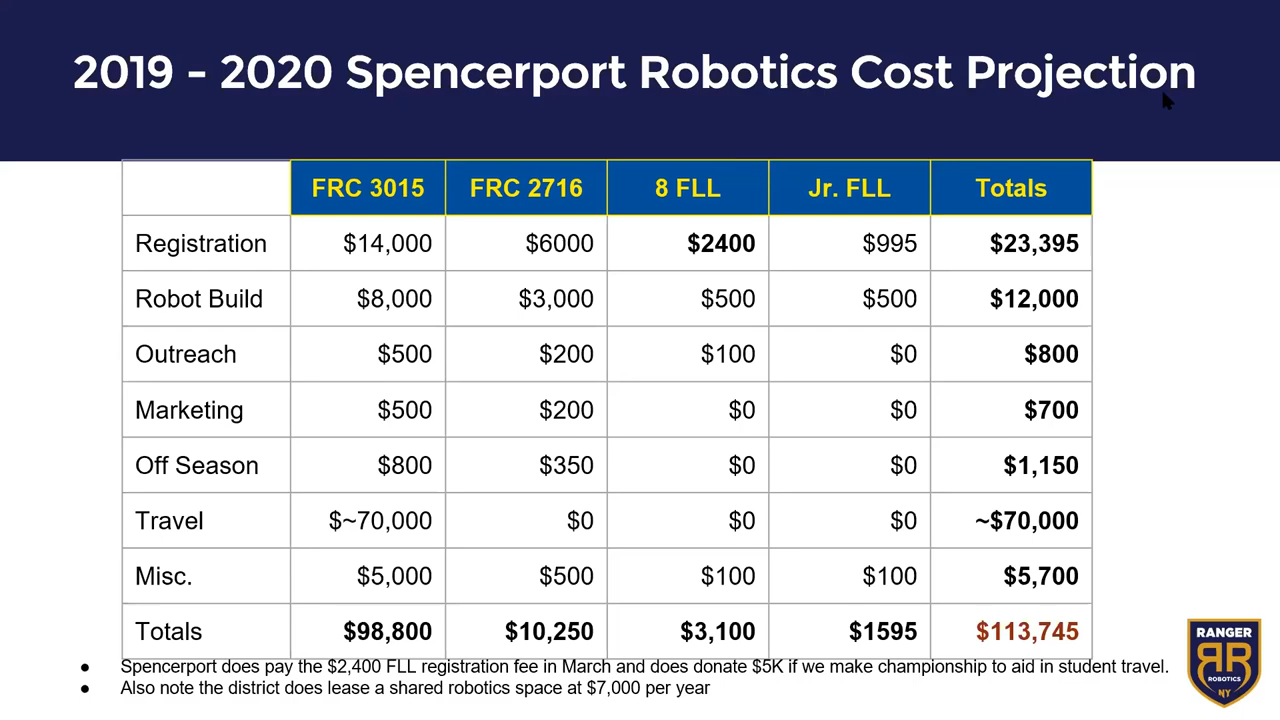 2019 - 2020 Spencerport Robotics Cost Projection
FRC 3015 FRC 2716 8 FLL Jr. FLL Totals
Registration $14,000 $6000 $2400 $995 $23,395
Robot Build $8,000 $3,000 $500 $500 $12,000
Outreach $500 $200 $100 $0 $800
Marketing $500 $200 $0 $0 $700
Off Season $800 $350 $0 $0 $1,150
Travel $~70,000 $0 $0 $0 ~$70,000
Misc. $5,000 $500 $100 $100 $5,700
Totals $98,800 $10,250 $3,100 $1595 $113,745
● Spencerport does pay the $2,400 FLL registration fee in March and does donate $5K if we make championship to aid in student travel.
● Also note the district does lease a shared robotics space at $7,000 per year
RANGER
RR
ROBOTICS
NY